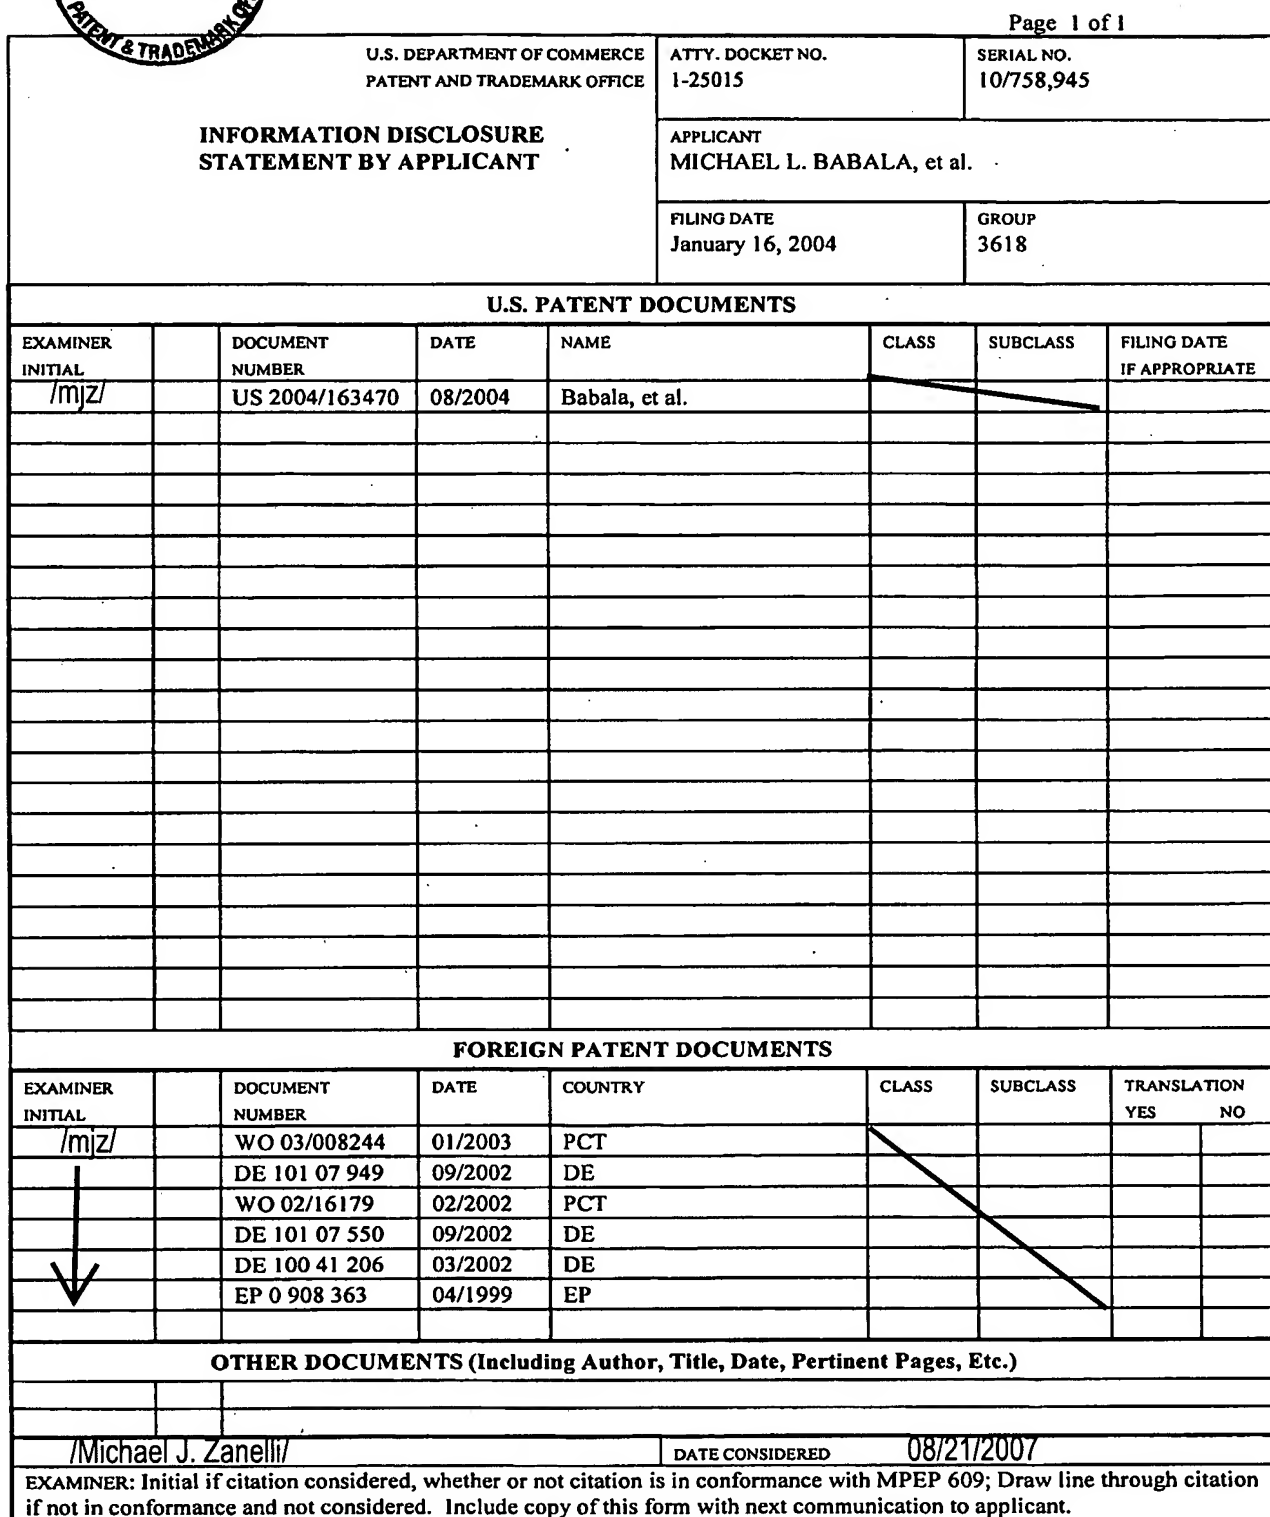 PATENT & TRADEMARK
Page 1 of 1
U.S. DEPARTMENT OF COMMERCE
PATENT AND TRADEMARK OFFICE
ATTY. DOCKET NO.
1-25015
SERIAL NO.
10/758,945
INFORMATION DISCLOSURE
STATEMENT BY APPLICANT
APPLICANT
MICHAEL L. BABALA, et al.
FILING DATE
January 16, 2004
GROUP
3618
U.S. PATENT DOCUMENTS
EXAMINER INITIAL DOCUMENT NUMBER DATE NAME CLASS SUBCLASS FILING DATE IF APPROPRIATE
/mjz/ US 2004/163470 08/2004 Babala, et al.
FOREIGN PATENT DOCUMENTS
EXAMINER INITIAL DOCUMENT NUMBER DATE COUNTRY CLASS SUBCLASS TRANSLATION YES NO
/mjz/ WO 03/008244 01/2003 PCT
DE 101 07 949 09/2002 DE
WO 02/16179 02/2002 PCT
DE 101 07 550 09/2002 DE
DE 100 41 206 03/2002 DE
EP 0 908 363 04/1999 EP
OTHER DOCUMENTS (Including Author, Title, Date, Pertinent Pages, Etc.)
/Michael J. Zanelli/ DATE CONSIDERED 08/21/2007
EXAMINER: Initial if citation considered, whether or not citation is in conformance with MPEP 609; Draw line through citation
if not in conformance and not considered. Include copy of this form with next communication to applicant.